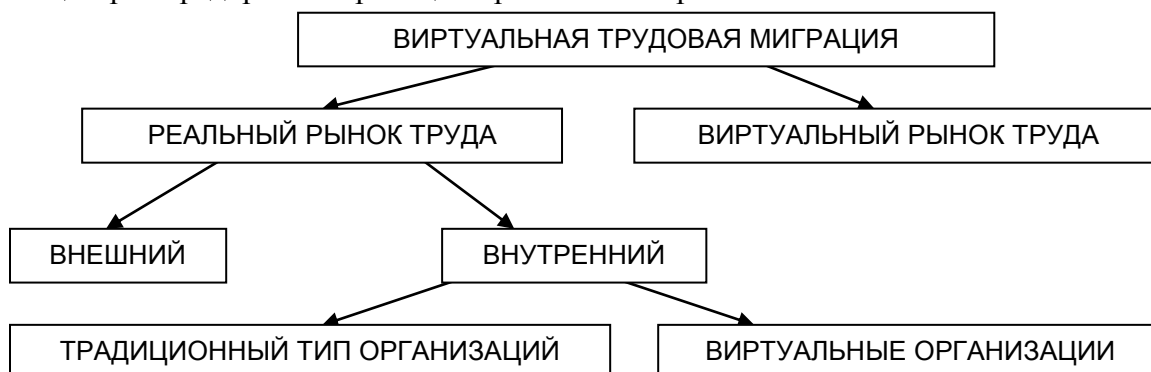 ВИРТУАЛЬНАЯ ТРУДОВАЯ МИГРАЦИЯ
РЕАЛЬНЫЙ РЫНОК ТРУДА
ВИРТУАЛЬНЫЙ РЫНОК ТРУДА
ВНЕШНИЙ
ВНУТРЕННИЙ
ТРАДИЦИОННЫЙ ТИП ОРГАНИЗАЦИЙ
ВИРТУАЛЬНЫЕ ОРГАНИЗАЦИИ